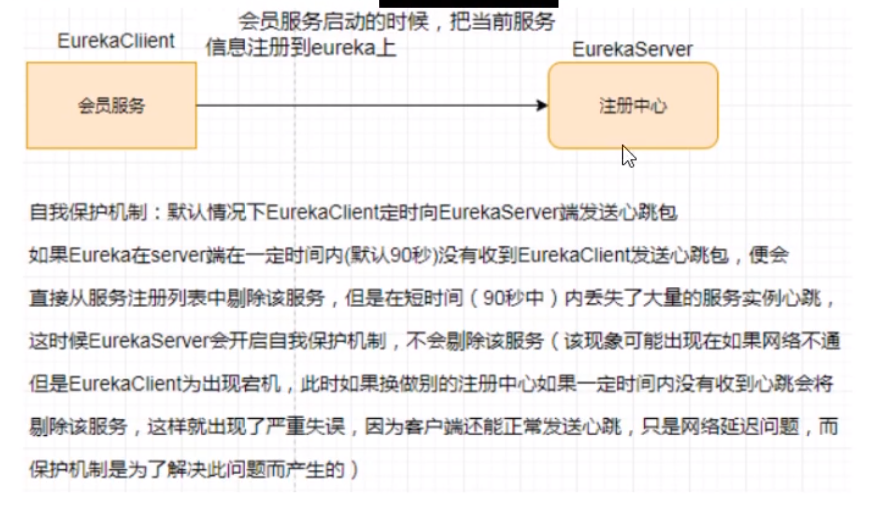 会员服务启动的时候，把当前服务
信息注册到eureka上
EurekaCliient
EurekaServer
会员服务
注册中心
自我保护机制：默认情况下EurekaClient定时向EurekaServer端发送心跳包
如果Eureka在server端在一定时间内(默认90秒)没有收到EurekaClient发送心跳包，便会
直接从服务注册列表中剔除该服务，但是在短时间（90秒中）内丢失了大量的服务实例心跳，
这时候EurekaServer会开启自我保护机制，不会剔除该服务（该现象可能出现在如果网络不通
但是EurekaClient为出现宕机，此时如果换做别的注册中心如果一定时间内没有收到心跳会将
剔除该服务，这样就出现了严重失误，因为客户端还能正常发送心跳，只是网络延迟问题，而
保护机制是为了解决此问题而产生的）